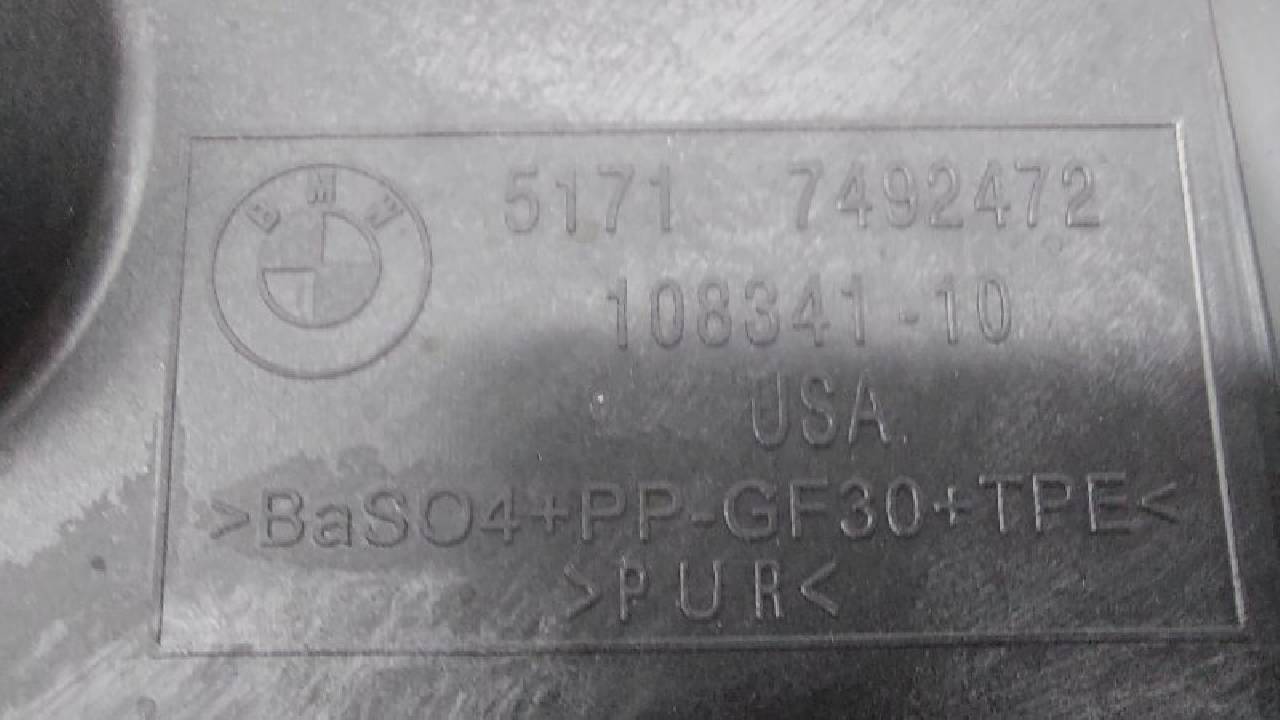 BMW
5171 7492472
108341-10
USA
>BaSO4+PP-GF30+TPE<
>PUR<